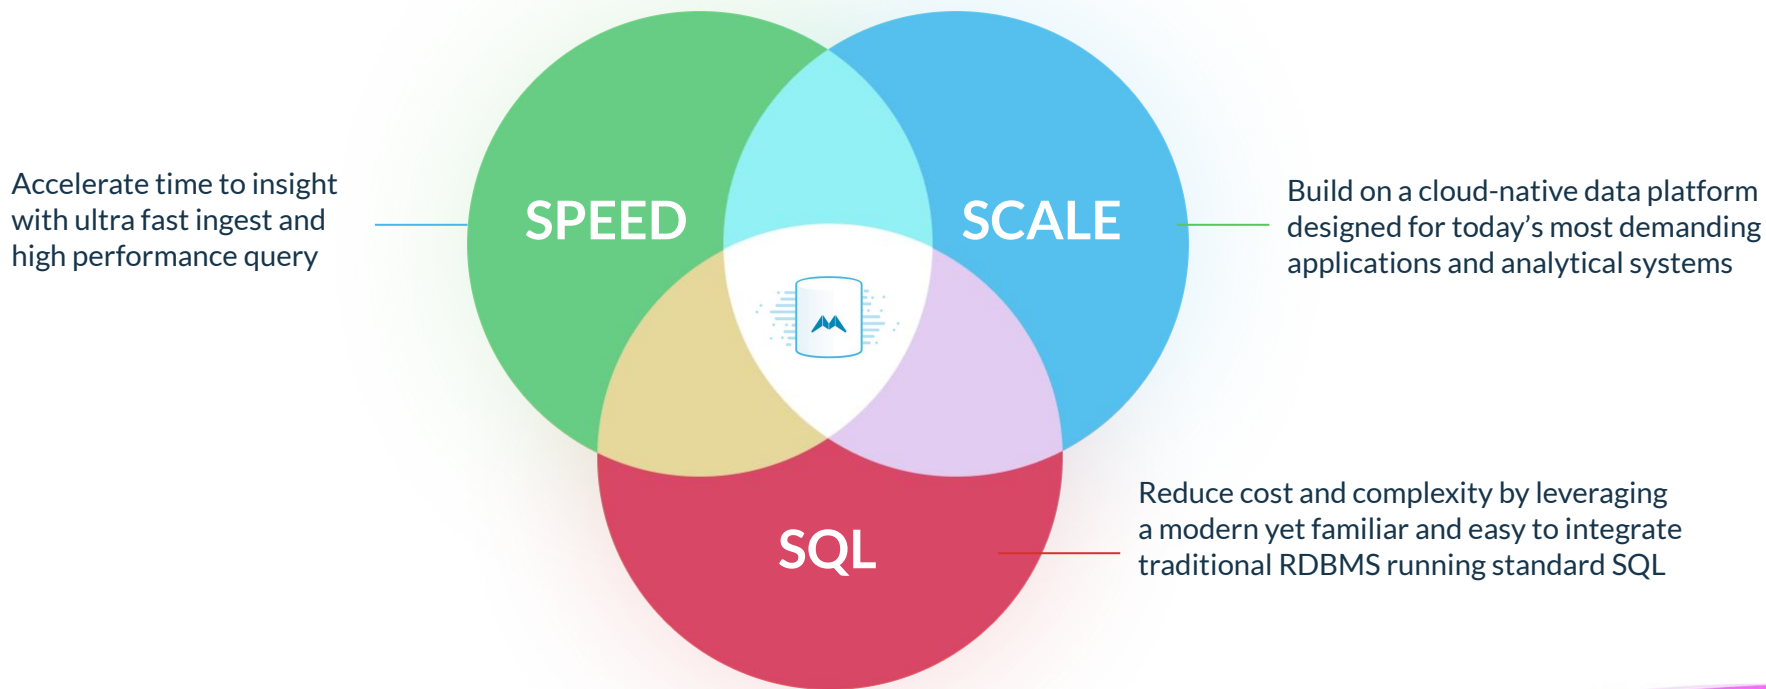 Accelerate time to insight
with ultra fast ingest and
high performance query
SPEED
SCALE
Build on a cloud-native data platform
designed for today's most demanding
applications and analytical systems
SQL
Reduce cost and complexity by leveraging
a modern yet familiar and easy to integrate
traditional RDBMS running standard SQL